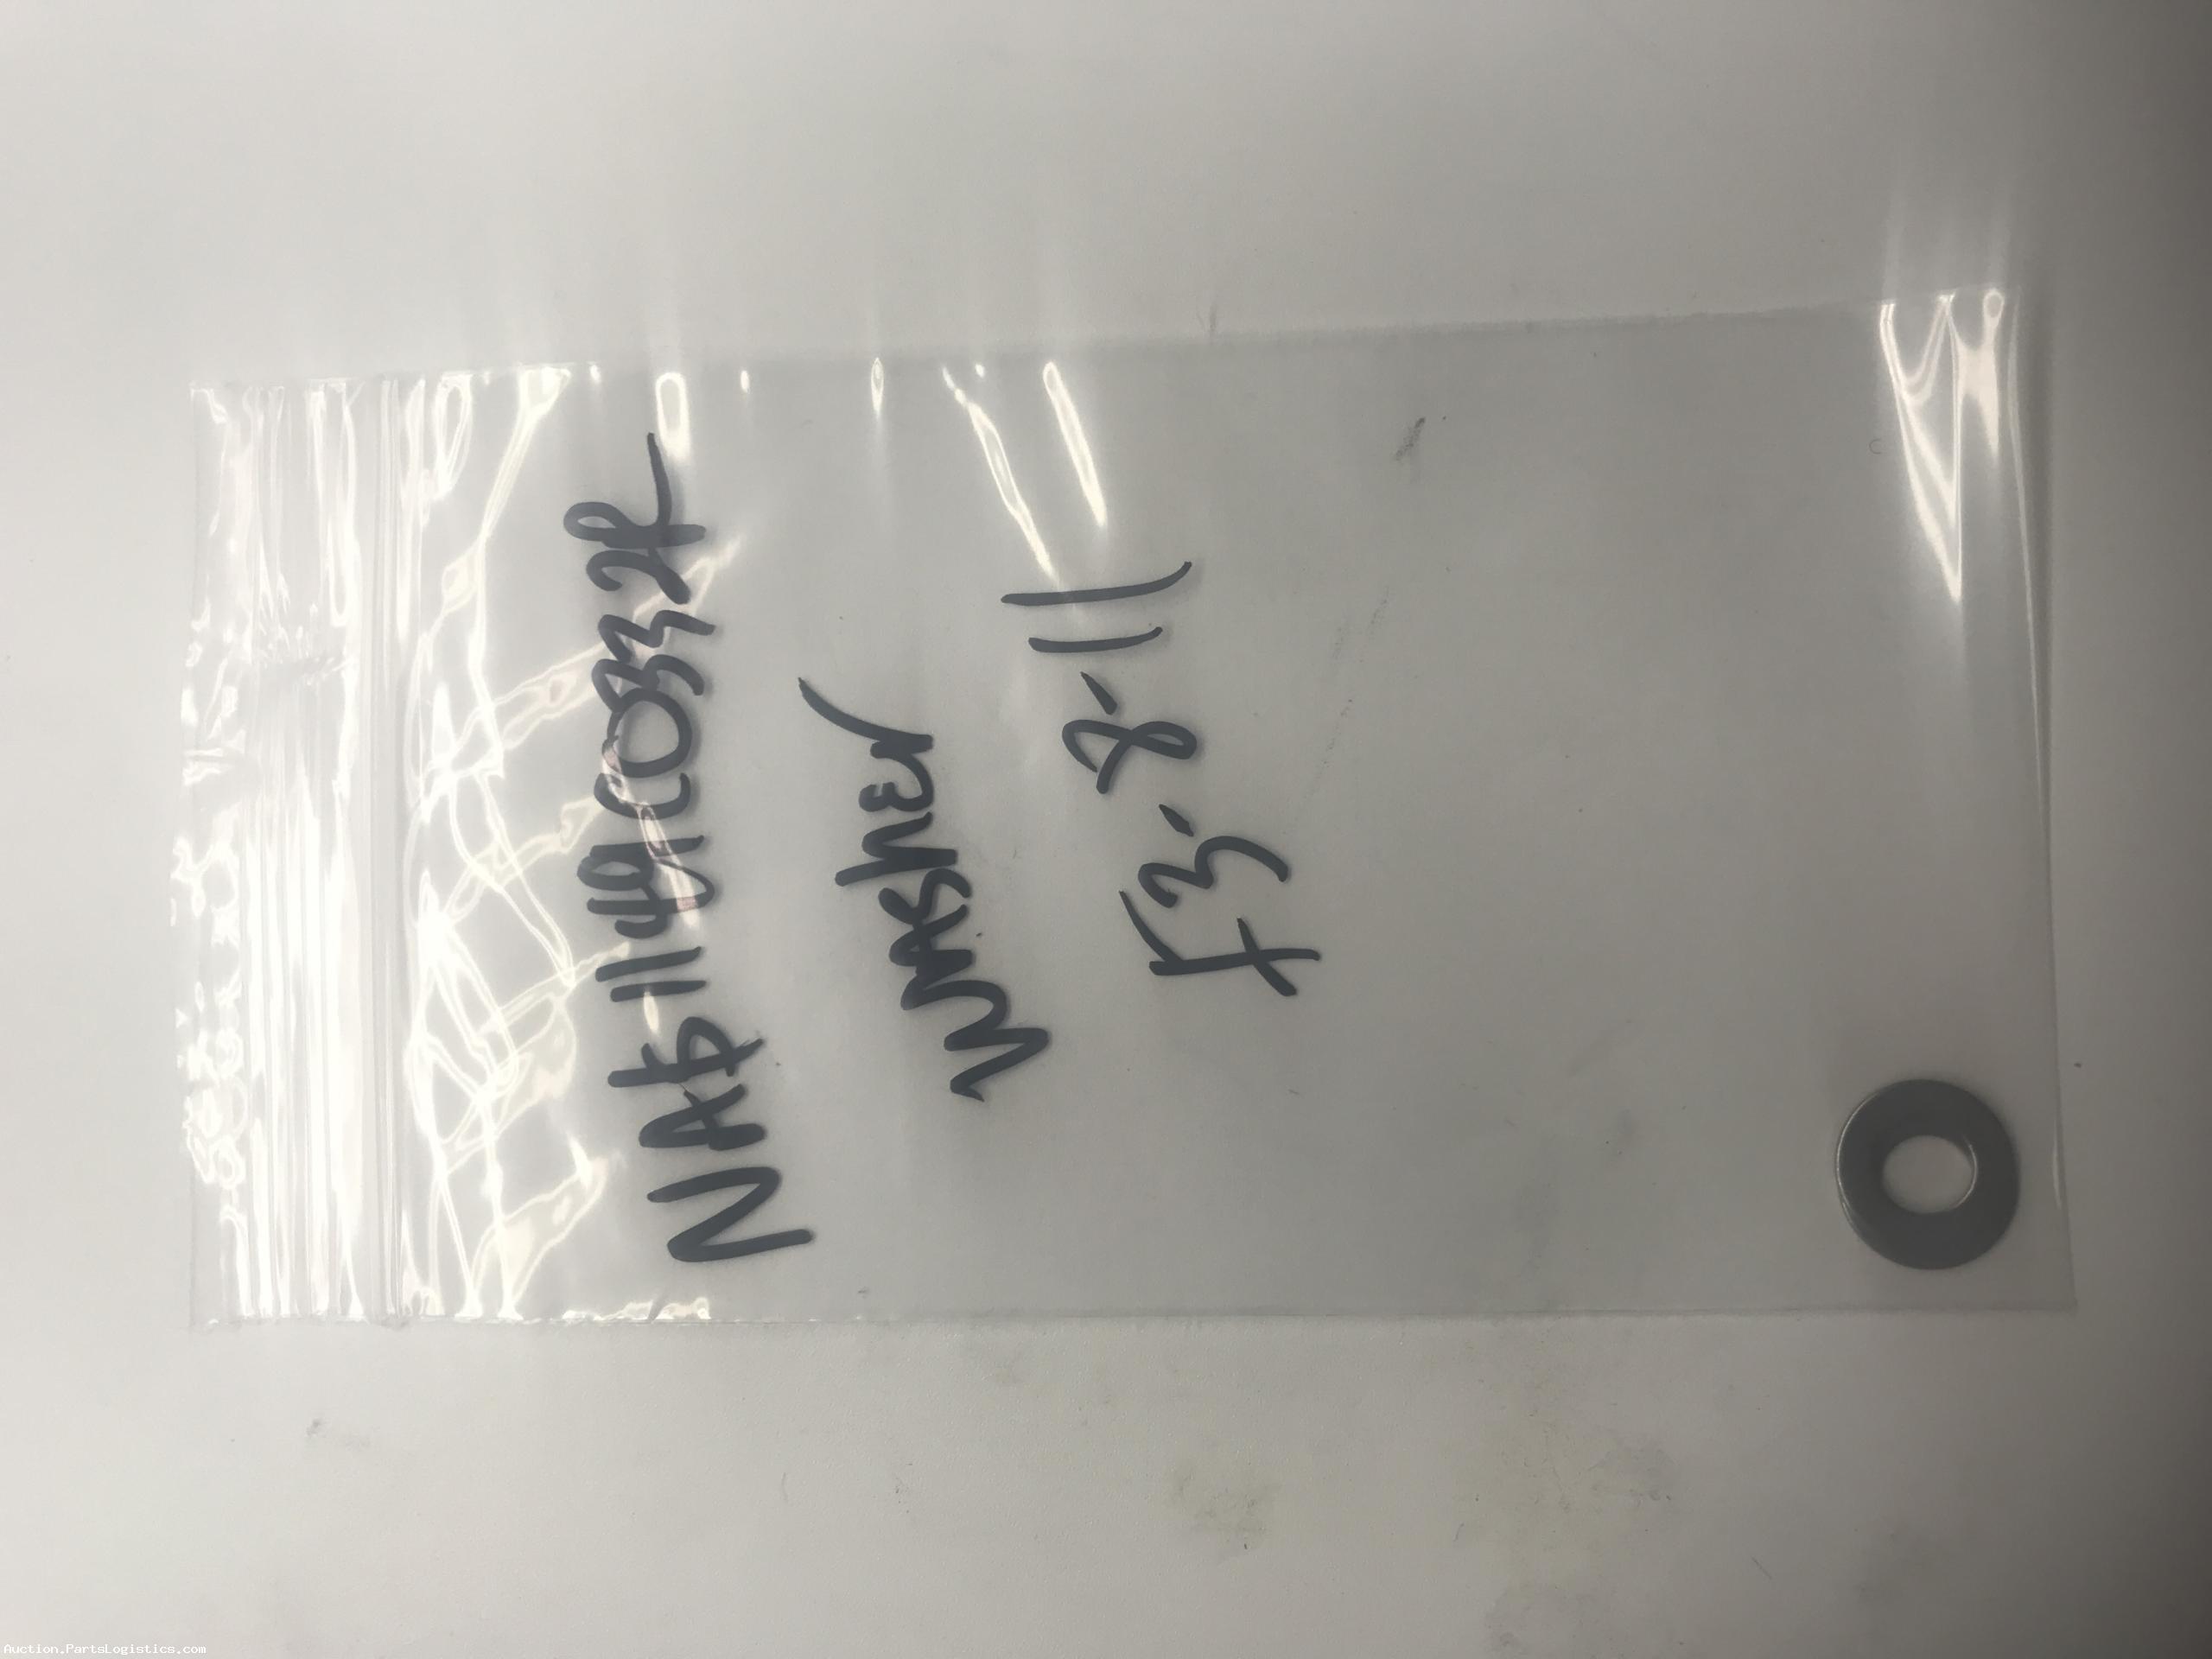 NAS1149C0332R
WASHER
F3-8-11
Auction.PartsLogistics.com